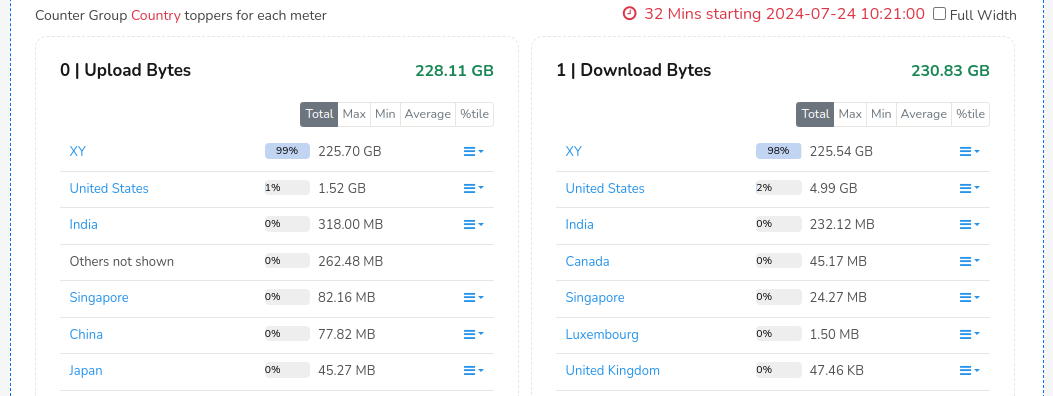 Counter Group Country toppers for each meter
32 Mins starting 2024-07-24 10:21:00 Full Width
0 | Upload Bytes 228.11 GB
Total Max Min Average %tile
XY 99% 225.70 GB
United States 1% 1.52 GB
India 0% 318.00 MB
Others not shown 0% 262.48 MB
Singapore 0% 82.16 MB
China 0% 77.82 MB
Japan 0% 45.27 MB
1 | Download Bytes 230.83 GB
Total Max Min Average %tile
XY 98% 225.54 GB
United States 2% 4.99 GB
India 0% 232.12 MB
Canada 0% 45.17 MB
Singapore 0% 24.27 MB
Luxembourg 0% 1.50 MB
United Kingdom 0% 47.46 KB